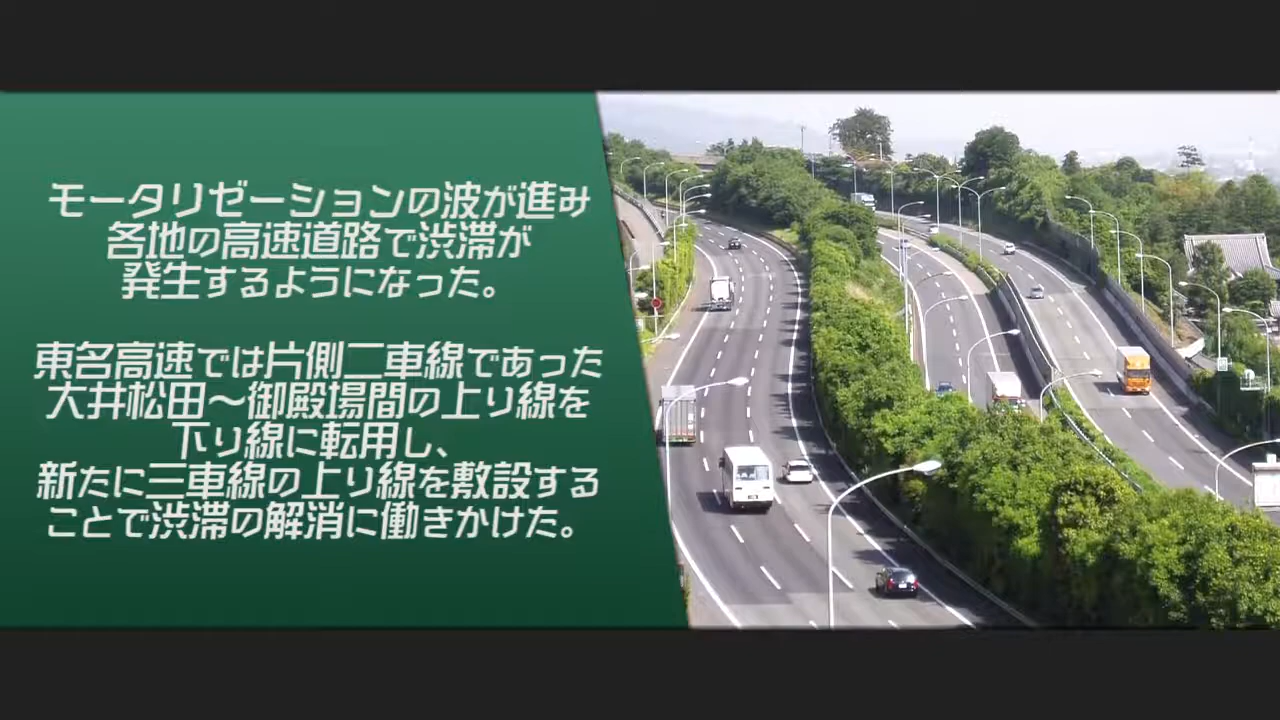 モータリゼーションの波が進み
各地の高速道路で渋滞が
発生するようになった。
東名高速では片側二車線であった
大井松田～御殿場間の上り線を
下り線に転用し、
新たに三車線の上り線を敷設する
ことで渋滞の解消に働きかけた。